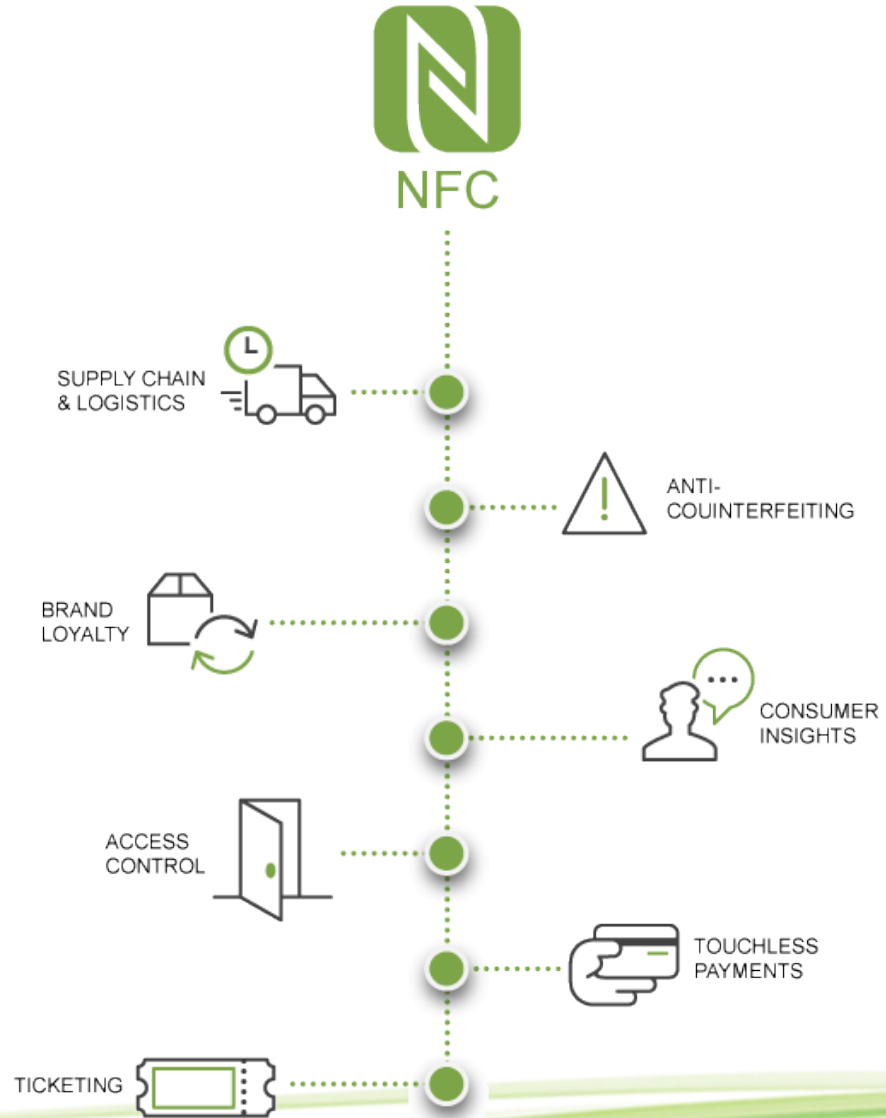 NFC
SUPPLY CHAIN
& LOGISTICS
ANTI-
COUINTERFEITING
BRAND
LOYALTY
CONSUMER
INSIGHTS
ACCESS
CONTROL
TOUCHLESS
PAYMENTS
TICKETING